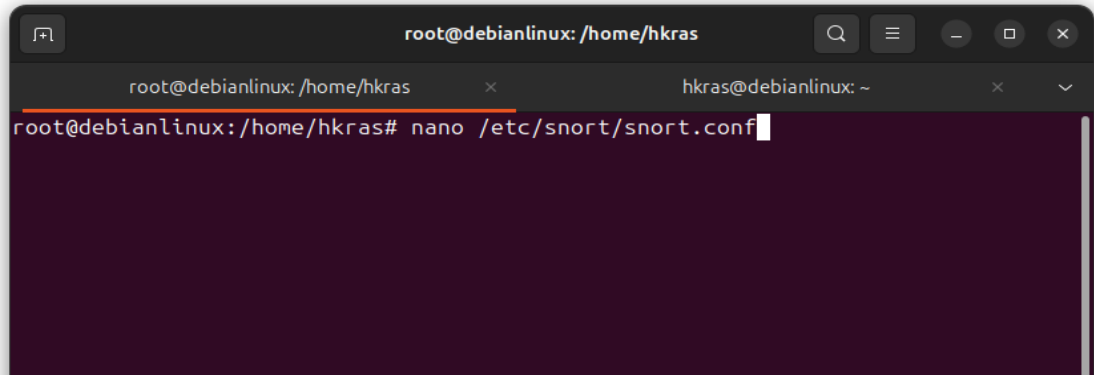 root@debianlinux: /home/hkras
root@debianlinux: /home/hkras
hkras@debianlinux: ~
root@debianlinux:/home/hkras# nano /etc/snort/snort.conf